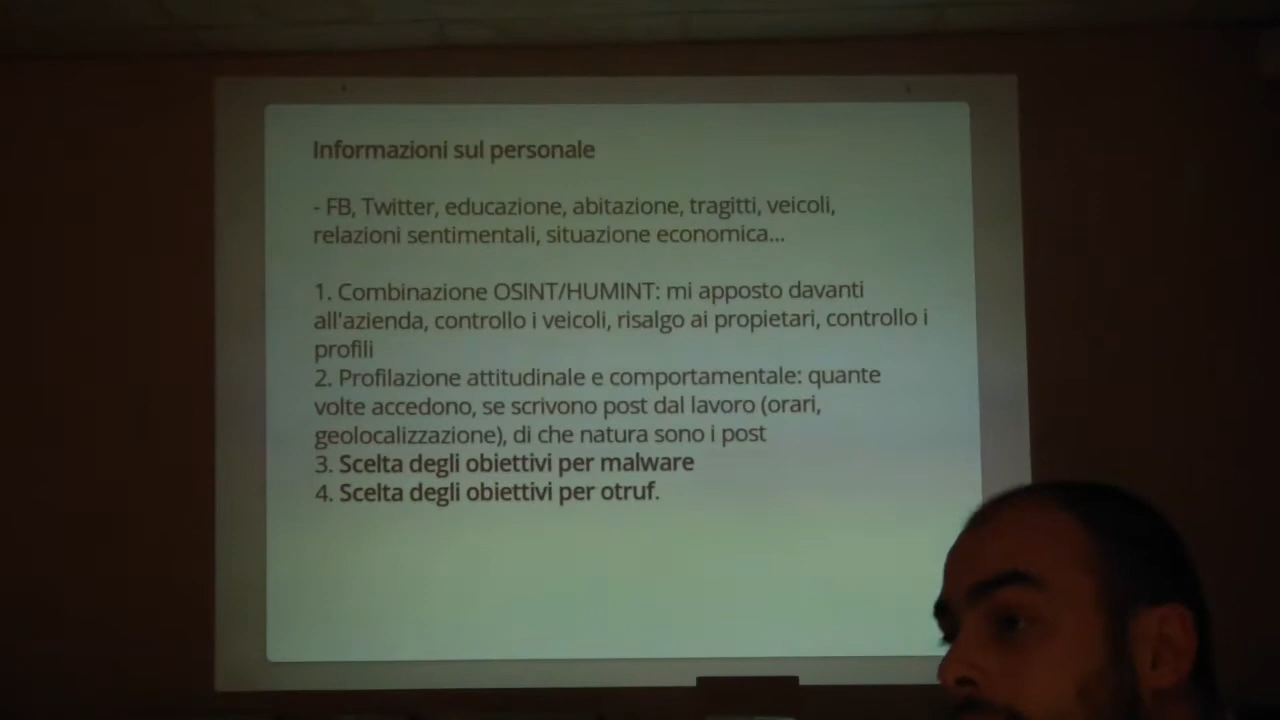 Informazioni sul personale
- FB, Twitter, educazione, abitazione, tragitti, veicoli,
relazioni sentimentali, situazione economica...
1. Combinazione OSINT/HUMINT: mi apposto davanti
all'azienda, controllo i veicoli, risalgo ai propietari, controllo i
profili
2. Profilazione attitudinale e comportamentale: quante
volte accedono, se scrivono post dal lavoro (orari,
geolocalizzazione), di che natura sono i post
3. Scelta degli obiettivi per malware
4. Scelta degli obiettivi per otruf.